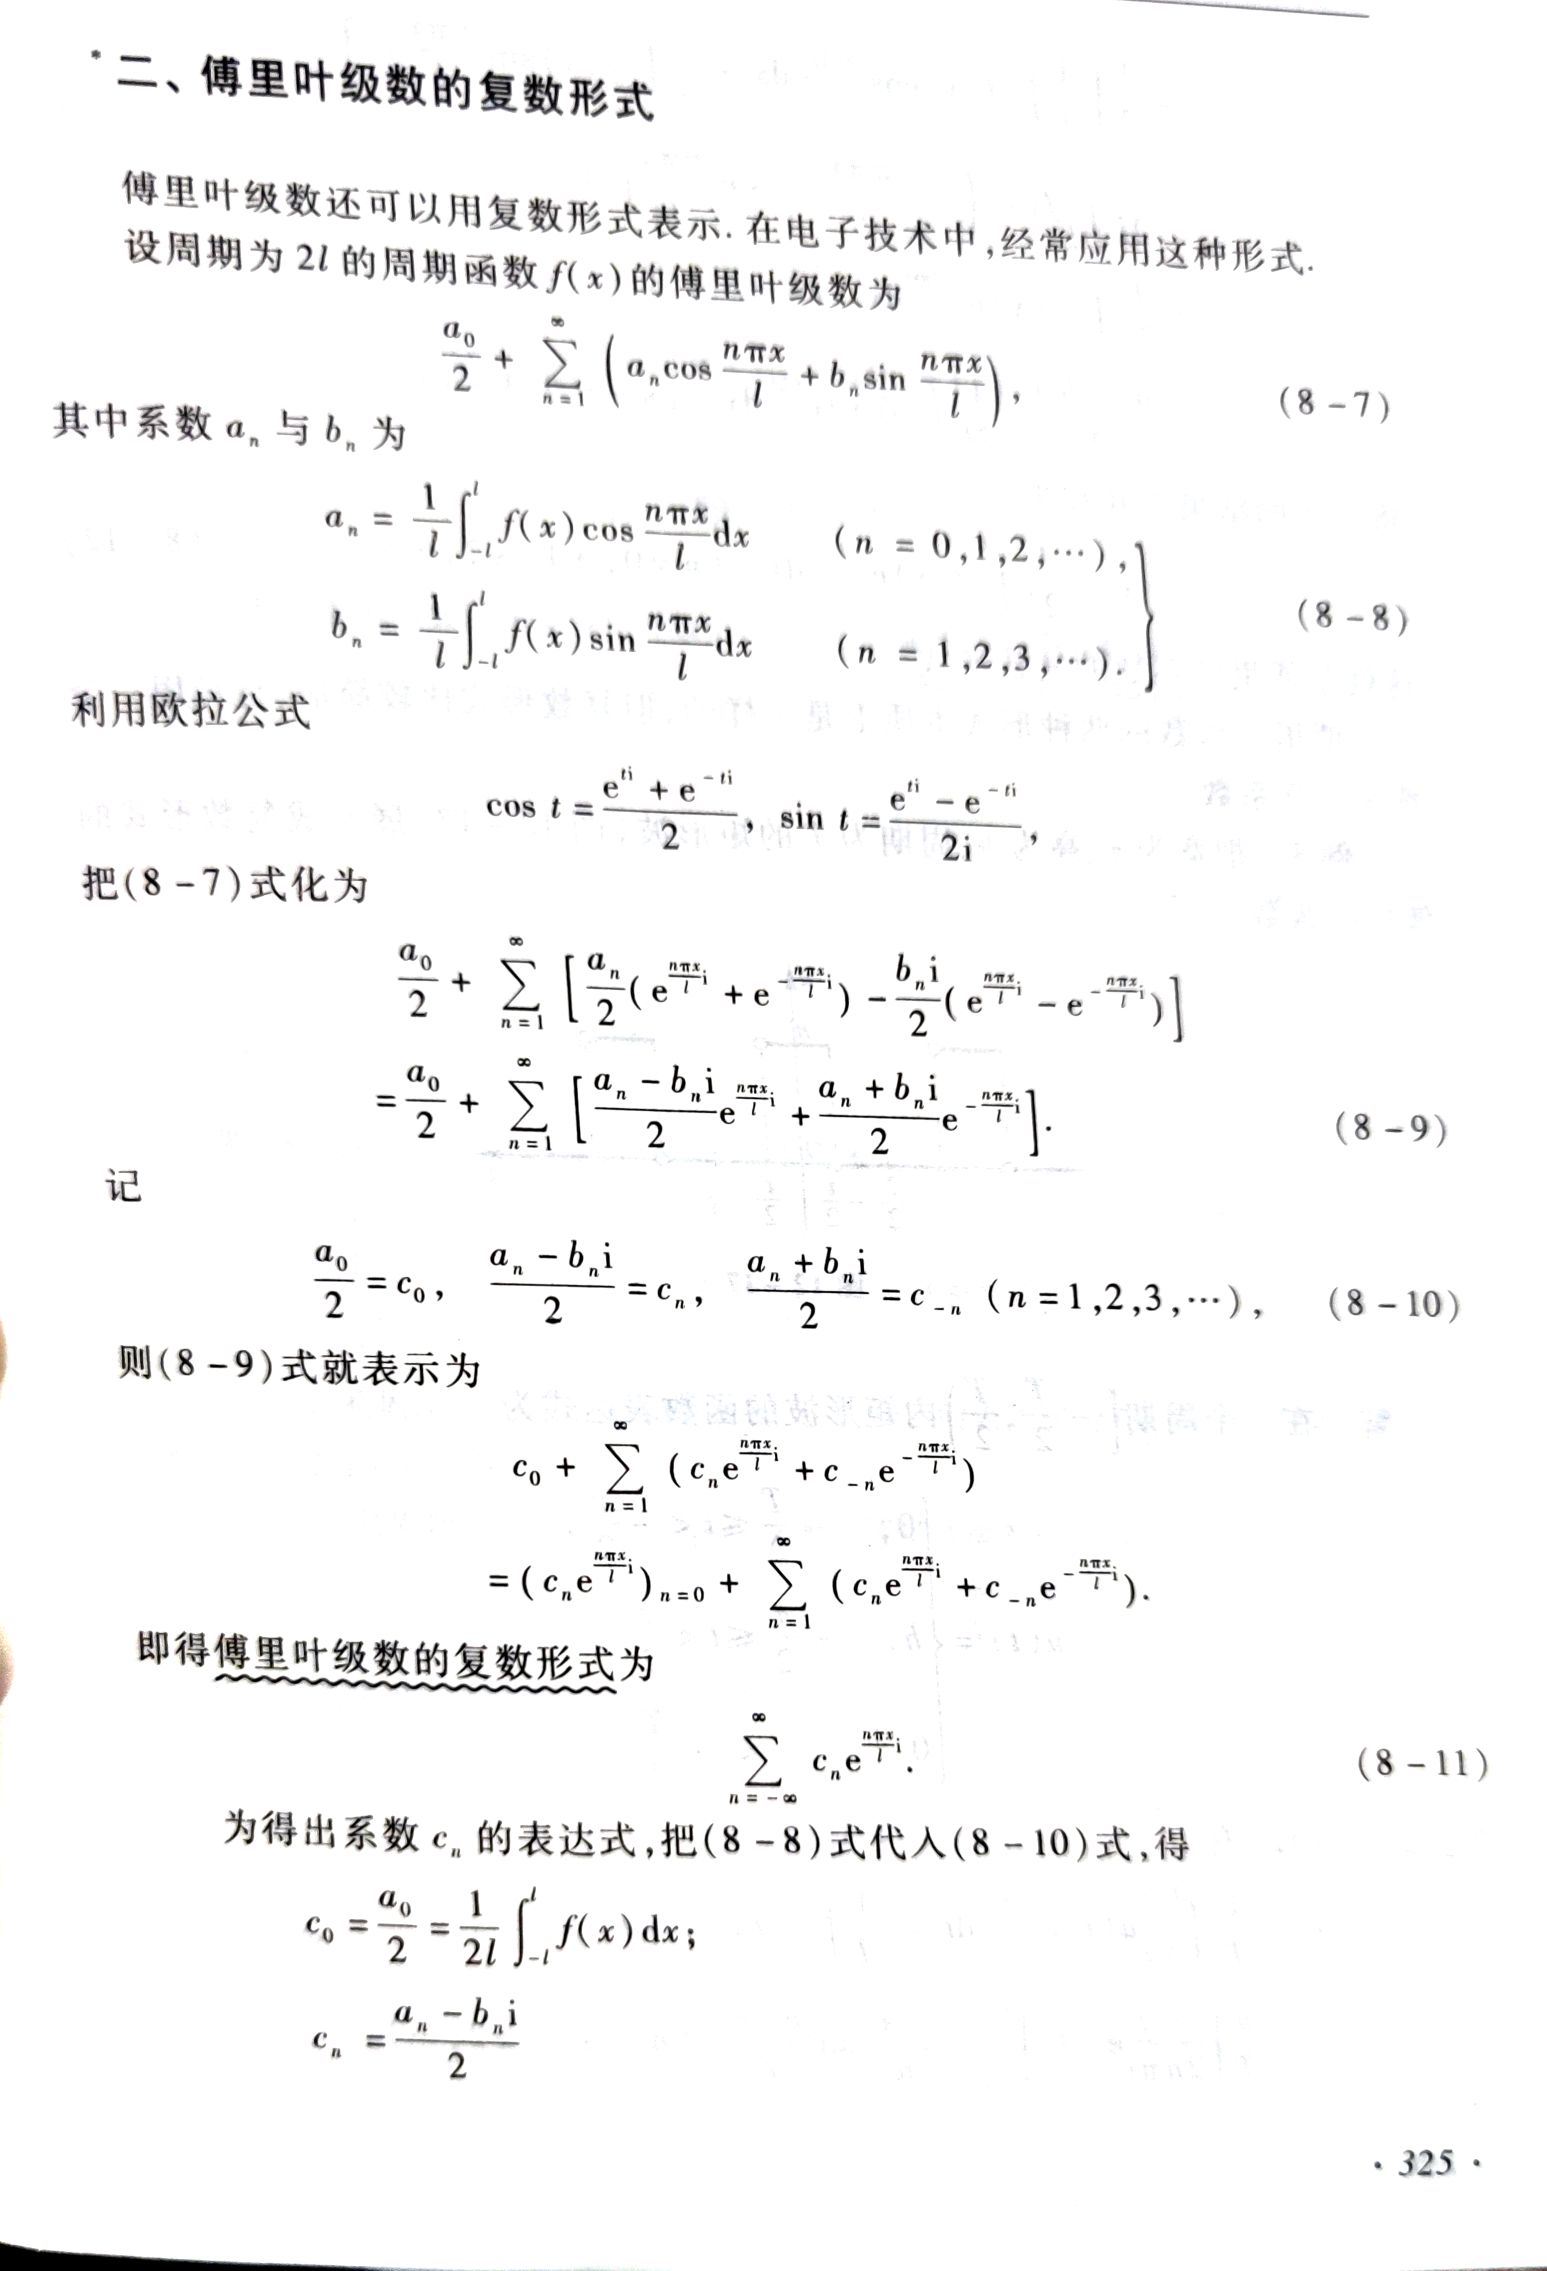 *二、傅里叶级数的复数形式
傅里叶级数还可以用复数形式表示.在电子技术中,经常应用这种形式.
设周期为 2l 的周期函数 f(x)的傅里叶级数为
$\frac{a_0}{2} + \sum_{n=1}^{\infty} \left( a_n \cos \frac{n\pi x}{l} + b_n \sin \frac{n\pi x}{l} \right),$ (8-7)
其中系数 $a_n$ 与 $b_n$ 为
$a_n = \frac{1}{l} \int_{-l}^{l} f(x) \cos \frac{n\pi x}{l} dx \quad (n = 0,1,2,\cdots),$
$b_n = \frac{1}{l} \int_{-l}^{l} f(x) \sin \frac{n\pi x}{l} dx \quad (n = 1,2,3,\cdots).$ } (8-8)
利用欧拉公式
$\cos t = \frac{e^{ti} + e^{-ti}}{2}, \sin t = \frac{e^{ti} - e^{-ti}}{2i},$
把(8-7)式化为
$\frac{a_0}{2} + \sum_{n=1}^{\infty} \left[ \frac{a_n}{2} ( e^{\frac{n\pi x}{l}i} + e^{-\frac{n\pi x}{l}i} ) - \frac{b_n i}{2} ( e^{\frac{n\pi x}{l}i} - e^{-\frac{n\pi x}{l}i} ) \right]$
$= \frac{a_0}{2} + \sum_{n=1}^{\infty} \left[ \frac{a_n - b_n i}{2} e^{\frac{n\pi x}{l}i} + \frac{a_n + b_n i}{2} e^{-\frac{n\pi x}{l}i} \right].$ (8-9)
记
$\frac{a_0}{2} = c_0, \quad \frac{a_n - b_n i}{2} = c_n, \quad \frac{a_n + b_n i}{2} = c_{-n} \ (n = 1,2,3,\cdots),$ (8-10)
则(8-9)式就表示为
$c_0 + \sum_{n=1}^{\infty} ( c_n e^{\frac{n\pi x}{l}i} + c_{-n} e^{-\frac{n\pi x}{l}i} )$
$= ( c_n e^{\frac{n\pi x}{l}i} )_{n=0} + \sum_{n=1}^{\infty} ( c_n e^{\frac{n\pi x}{l}i} + c_{-n} e^{-\frac{n\pi x}{l}i} ).$
即得傅里叶级数的复数形式为
$\sum_{n=-\infty}^{\infty} c_n e^{\frac{n\pi x}{l}i}.$ (8-11)
为得出系数 $c_n$ 的表达式,把(8-8)式代入(8-10)式,得
$c_0 = \frac{a_0}{2} = \frac{1}{2l} \int_{-l}^{l} f(x) dx;$
$c_n = \frac{a_n - b_n i}{2}$
· 325 ·